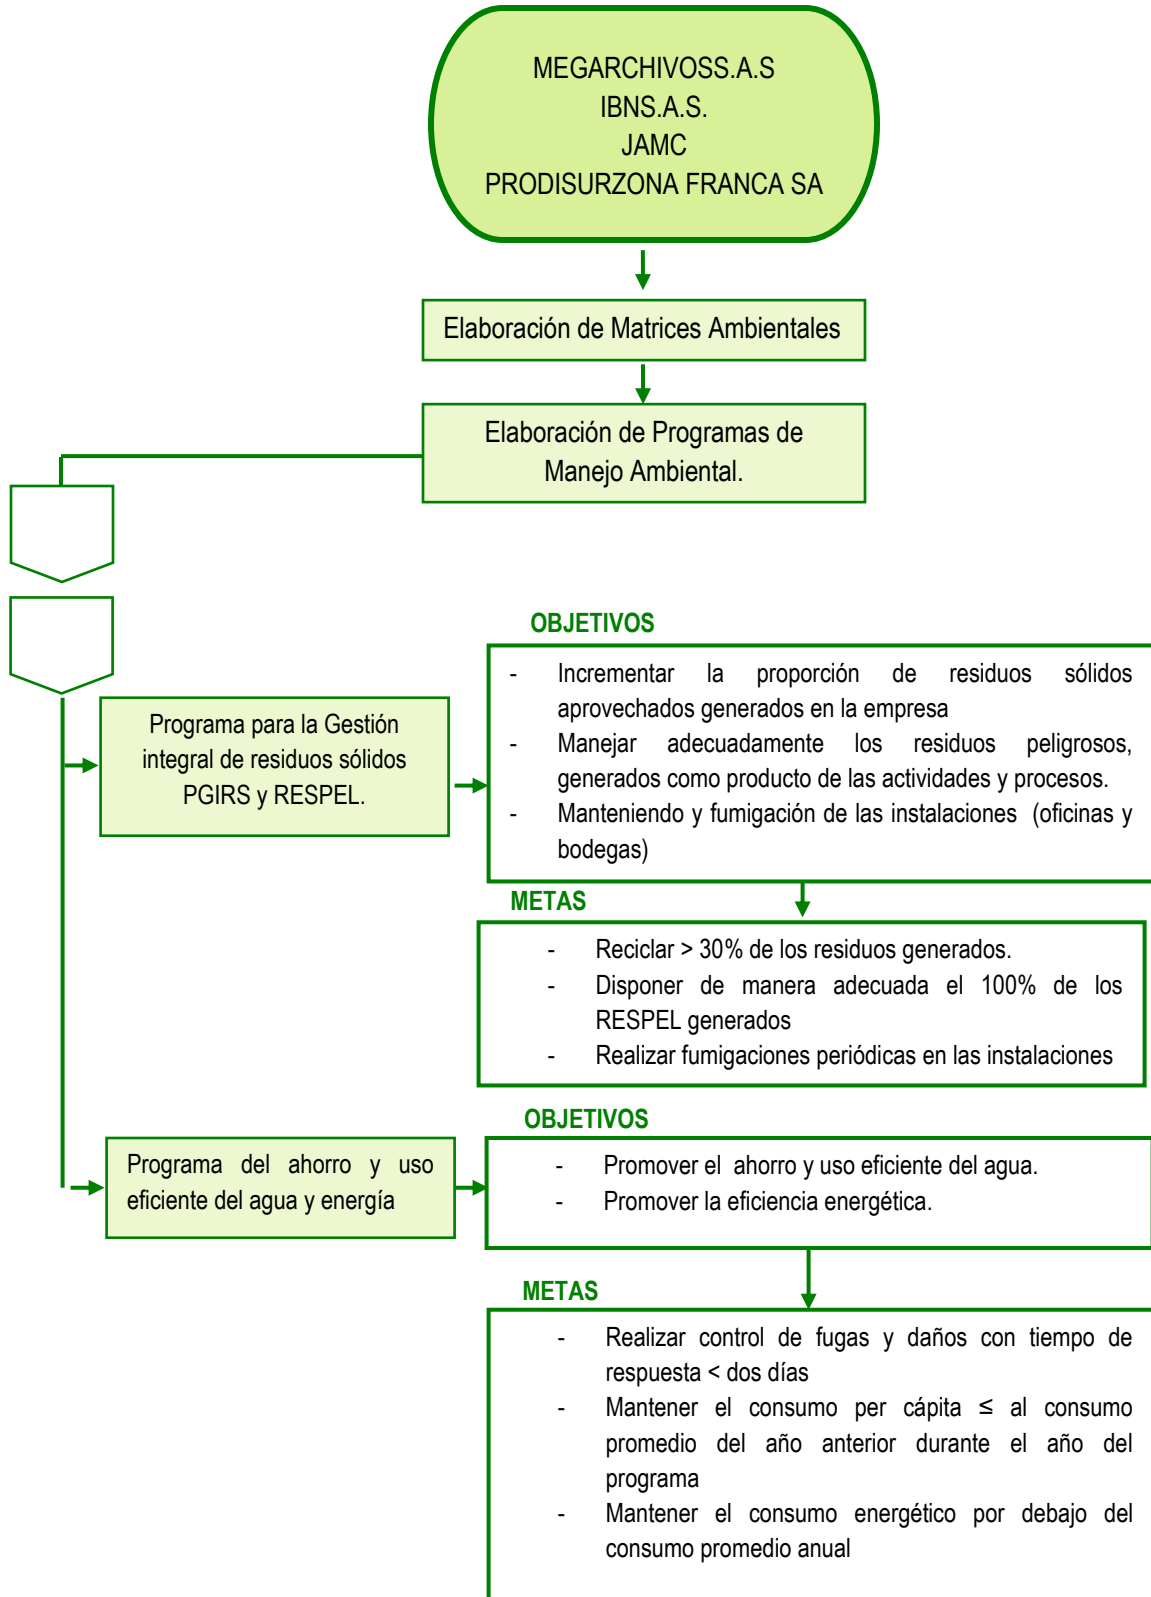 MEGARCHIVOSS.A.S
IBNS.A.S.
JAMC
PRODISURZONA FRANCA SA
Elaboración de Matrices Ambientales
Elaboración de Programas de
Manejo Ambiental.
OBJETIVOS
Programa para la Gestión
integral de residuos sólidos
PGIRS y RESPEL.
- Incrementar la proporción de residuos sólidos
aprovechados generados en la empresa
- Manejar adecuadamente los residuos peligrosos,
generados como producto de las actividades y procesos.
- Manteniendo y fumigación de las instalaciones (oficinas y
bodegas)
METAS
- Reciclar > 30% de los residuos generados.
- Disponer de manera adecuada el 100% de los
RESPEL generados
- Realizar fumigaciones periódicas en las instalaciones
OBJETIVOS
Programa del ahorro y uso
eficiente del agua y energía
- Promover el ahorro y uso eficiente del agua.
- Promover la eficiencia energética.
METAS
- Realizar control de fugas y daños con tiempo de
respuesta < dos días
- Mantener el consumo per cápita ≤ al consumo
promedio del año anterior durante el año del
programa
- Mantener el consumo energético por debajo del
consumo promedio anual